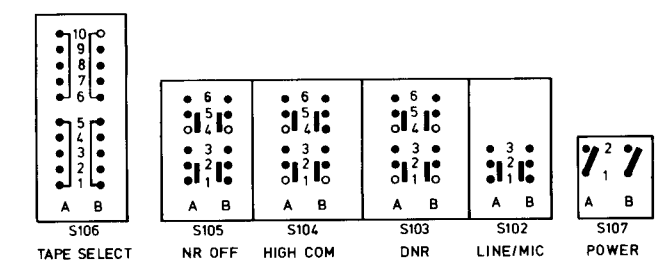 10
9
8
7
6
5
4
3
2
1
A B
S106
TAPE SELECT
6
5
4
3
2
1
A B
S105
NR OFF
6
5
4
3
2
1
A B
S104
HIGH COM
6
5
4
3
2
1
A B
S103
DNR
3
2
1
A B
S102
LINE/MIC
2
1
A B
S107
POWER